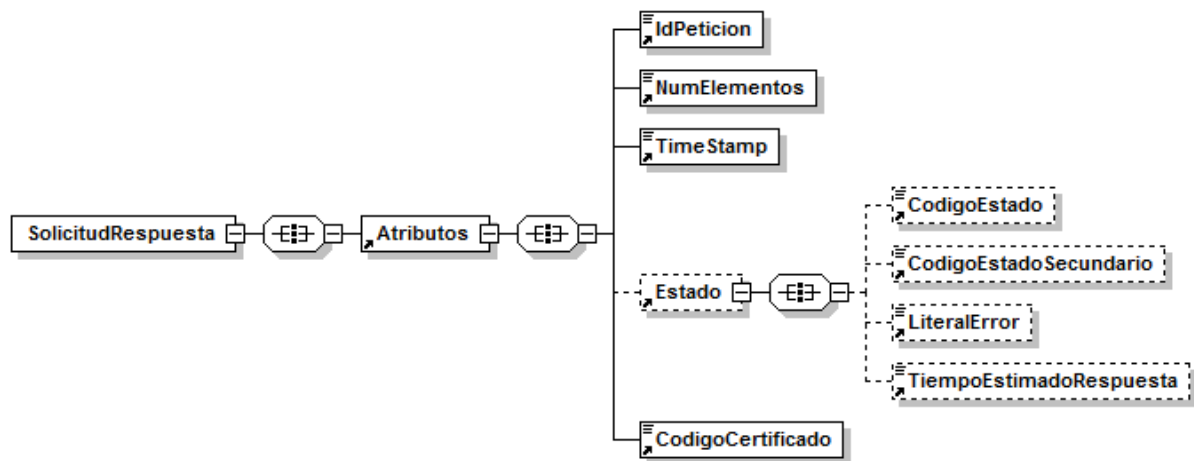 IdPeticion
NumElementos
TimeStamp
CodigoEstado
SolicitudRespuesta
Atributos
CodigoEstadoSecundario
Estado
LiteralError
TiempoEstimadoRespuesta
CodigoCertificado